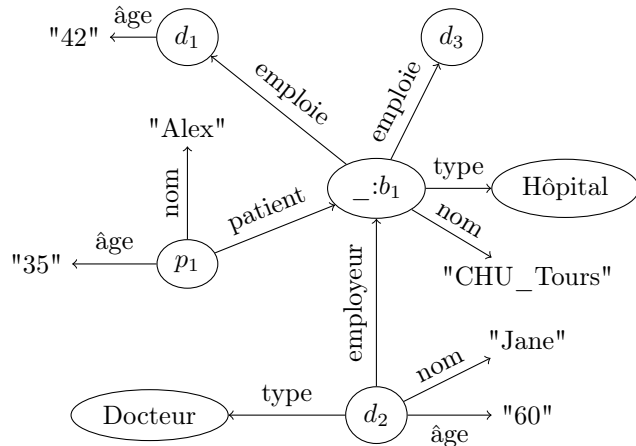 âge
"42"
d1
d3
emploie
emploie
"Alex"
nom
patient
_:b1
type
Hôpital
nom
"CHU_Tours"
âge
"35"
p1
employeur
"Jane"
nom
type
Docteur
d2
"60"
âge